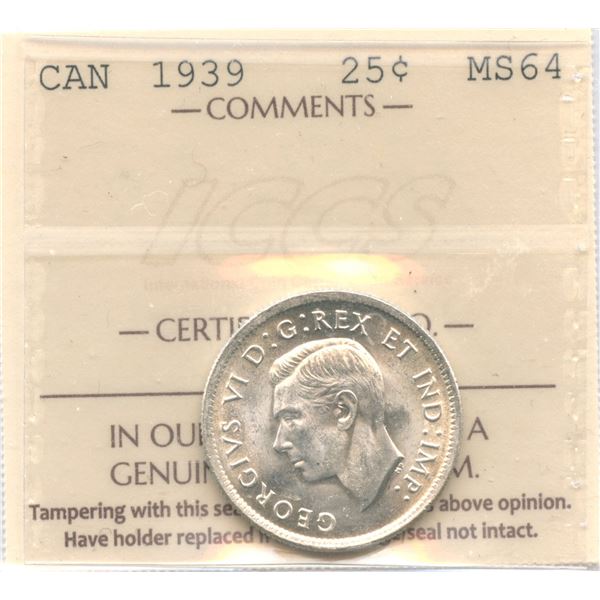 CAN 1939 25¢ MS64
— COMMENTS —
ICCS
— CERTIF O. —
GEORGIVS VI D:G:REX ET IND:IMP:
IN OU A
GENUIN M.
Tampering with this sea above opinion.
Have holder replaced i /seal not intact.